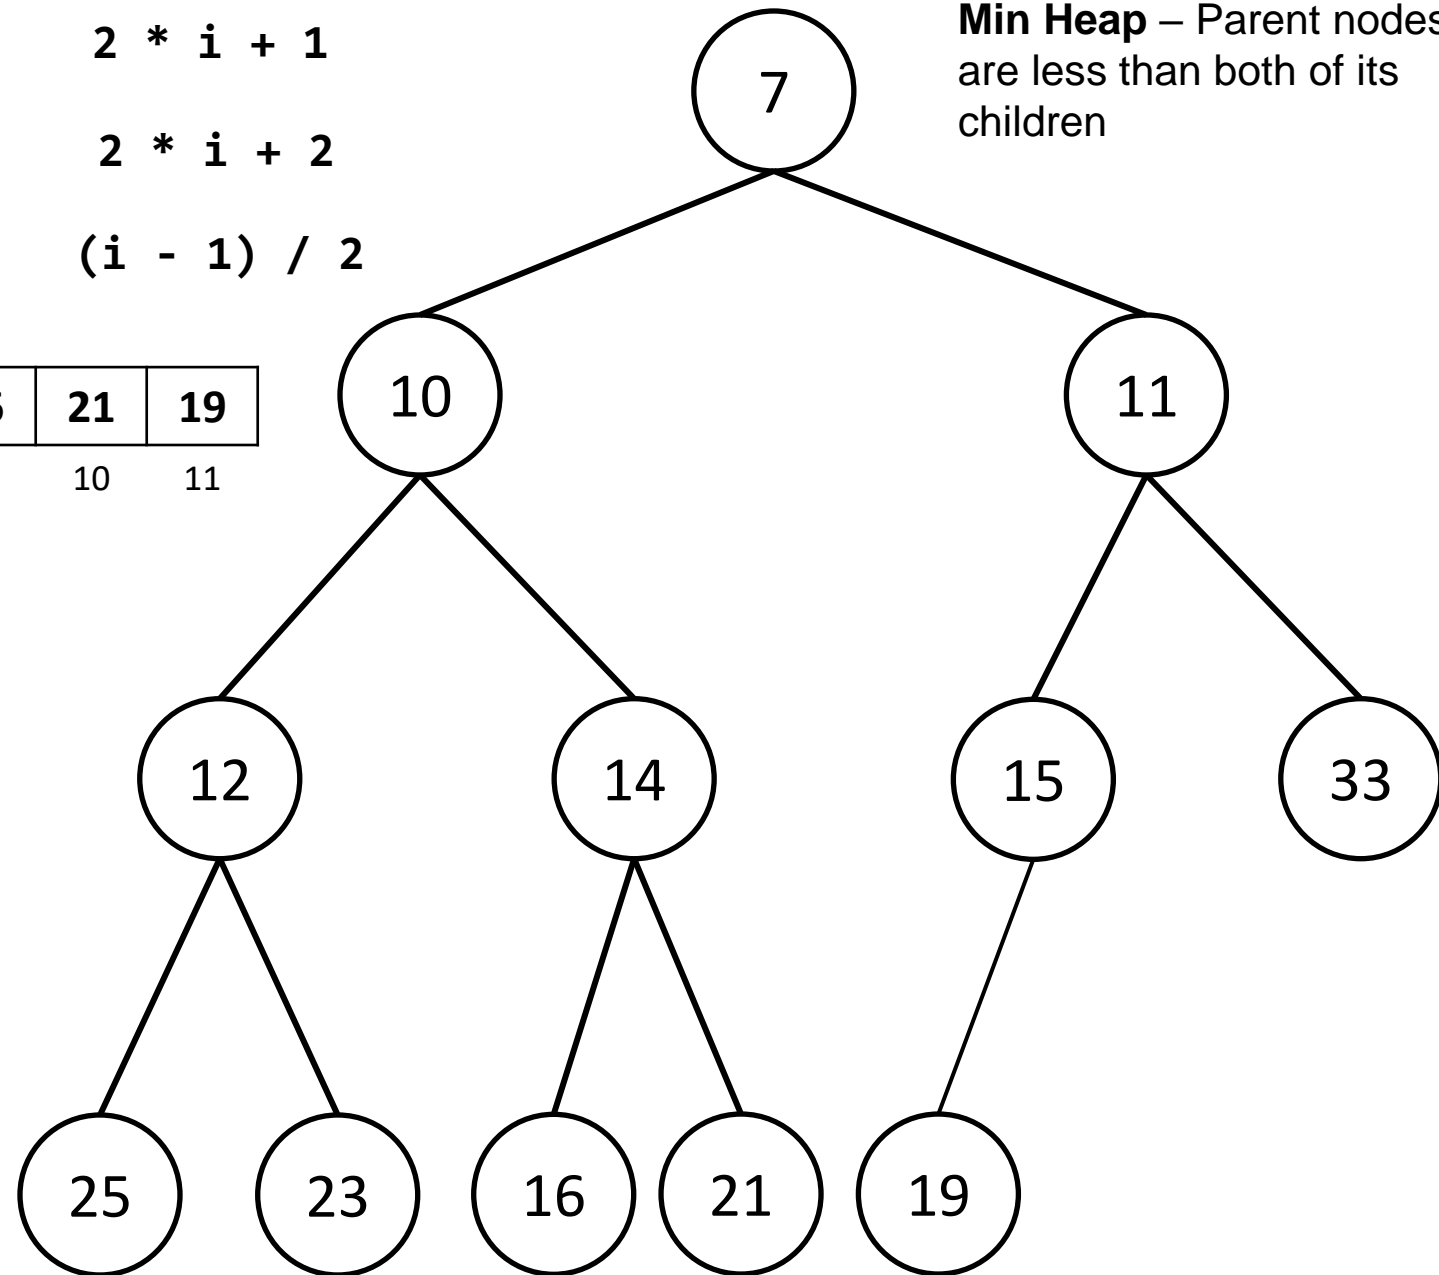 2 * i + 1
2 * i + 2
(i - 1) / 2
Min Heap – Parent nodes
are less than both of its
children
21 19
10 11
7
10 11
12 14 15 33
25 23 16 21 19